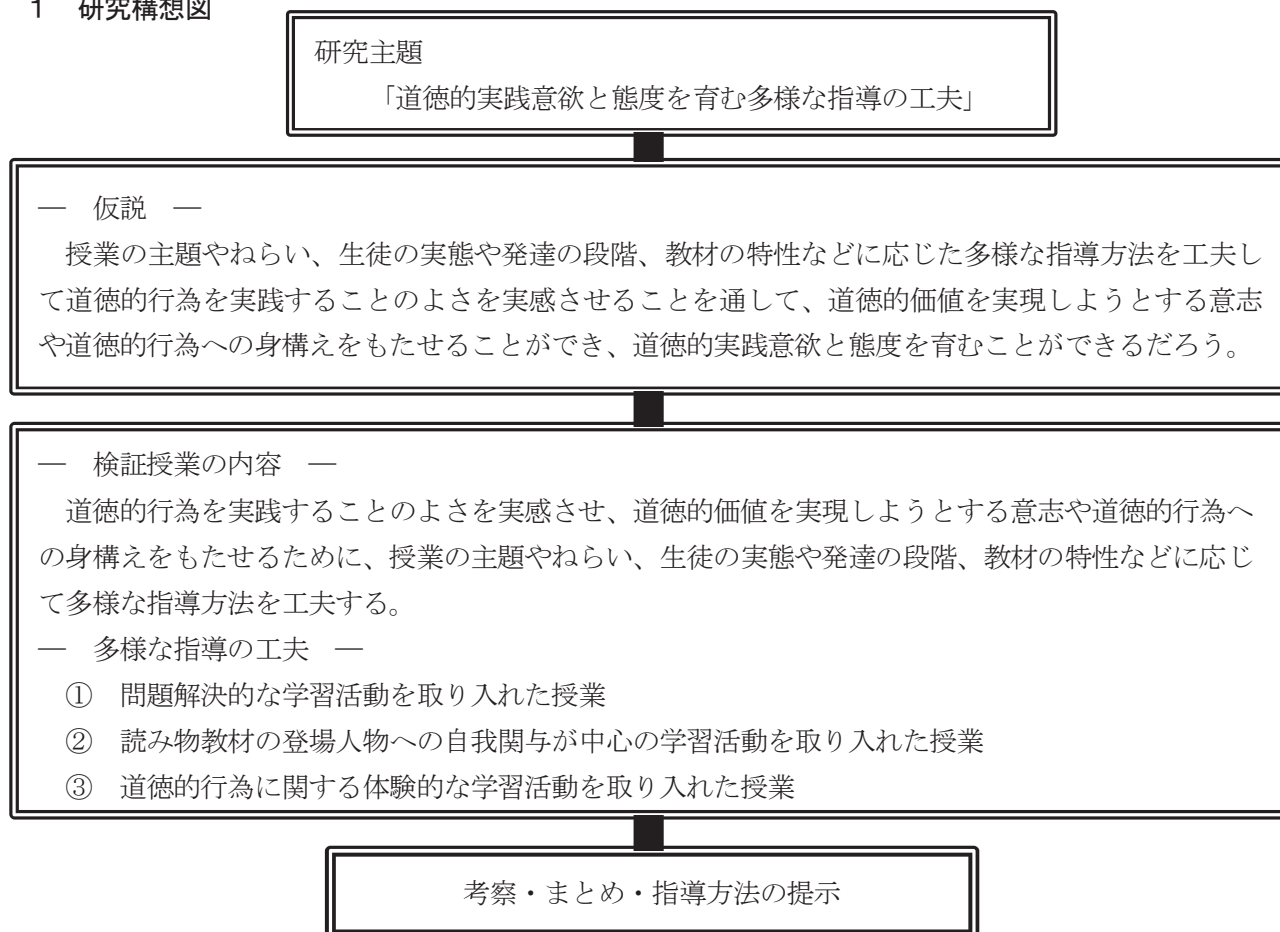 1 研究構想図
研究主題
「道徳的実践意欲と態度を育む多様な指導の工夫」
― 仮説 ―
授業の主題やねらい、生徒の実態や発達の段階、教材の特性などに応じた多様な指導方法を工夫し
て道徳的行為を実践することのよさを実感させることを通して、道徳的価値を実現しようとする意志
や道徳的行為への身構えをもたせることができ、道徳的実践意欲と態度を育むことができるだろう。
― 検証授業の内容 ―
道徳的行為を実践することのよさを実感させ、道徳的価値を実現しようとする意志や道徳的行為へ
の身構えをもたせるために、授業の主題やねらい、生徒の実態や発達の段階、教材の特性などに応じ
て多様な指導方法を工夫する。
― 多様な指導の工夫 ―
① 問題解決的な学習活動を取り入れた授業
② 読み物教材の登場人物への自我関与が中心の学習活動を取り入れた授業
③ 道徳的行為に関する体験的な学習活動を取り入れた授業
考察・まとめ・指導方法の提示